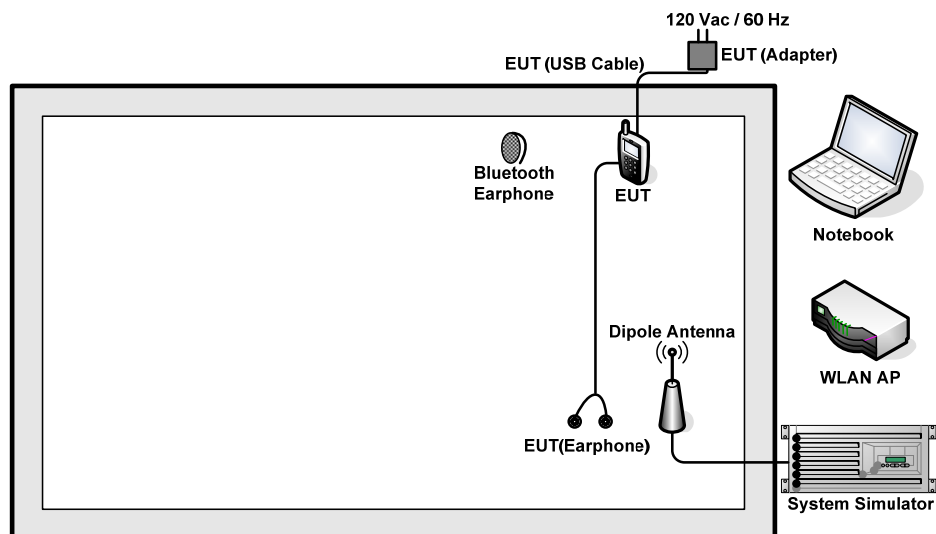 120 Vac / 60 Hz
EUT (USB Cable)
EUT (Adapter)
Bluetooth
Earphone
EUT
Notebook
Dipole Antenna
WLAN AP
EUT(Earphone)
System Simulator